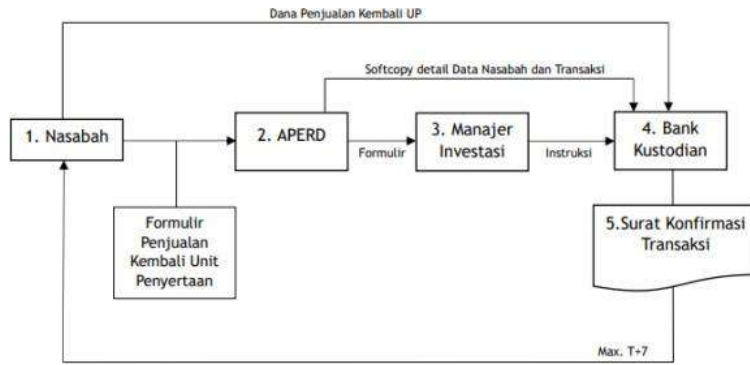 Dana Penjualan Kembali UP
Softcopy detail Data Nasabah dan Transaksi
1. Nasabah
2. APERD
Formulir
3. Manajer
Investasi
Instruksi
4. Bank
Kustodian
Formulir
Penjualan
Kembali Unit
Penyertaan
5.Surat Konfirmasi
Transaksi
Max. T+7